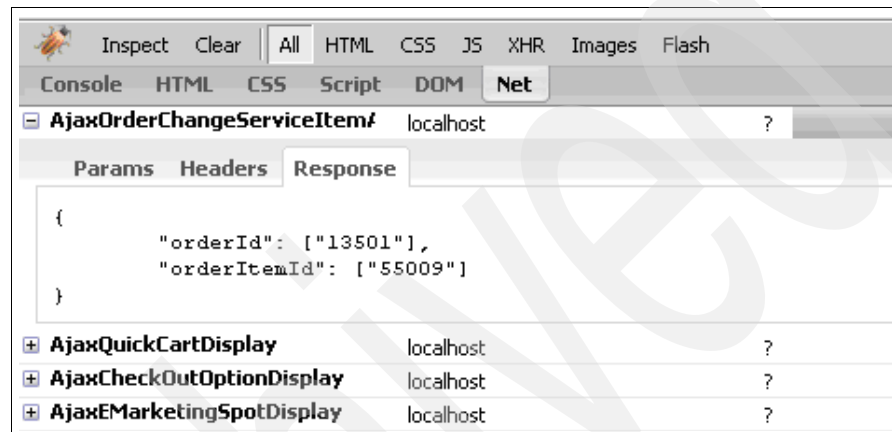 Inspect Clear All HTML CSS JS XHR Images Flash
Console HTML CSS Script DOM Net
AjaxOrderChangeServiceItemA localhost ?
Params Headers Response
{
"orderId": ["13501"],
"orderItemId": ["55009"]
}
AjaxQuickCartDisplay localhost ?
AjaxCheckOutOptionDisplay localhost ?
AjaxEMarketingSpotDisplay localhost ?